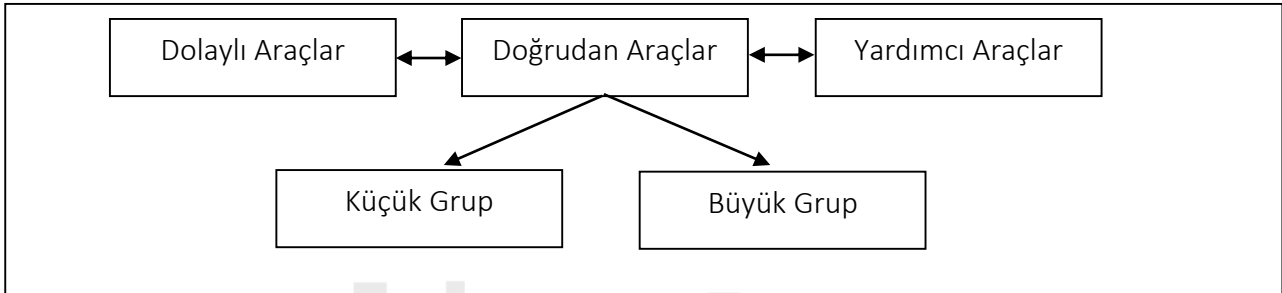 Dolaylı Araçlar
Doğrudan Araçlar
Yardımcı Araçlar
Küçük Grup
Büyük Grup